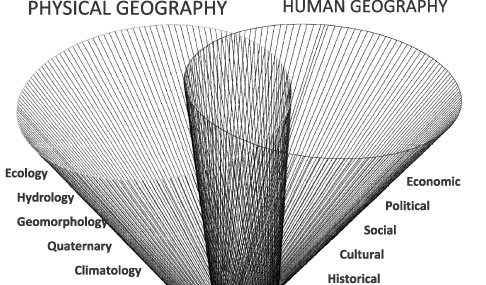 PHYSICAL GEOGRAPHY
HUMAN GEOGRAPHY
Ecology
Hydrology
Geomorphology
Quaternary
Climatology
Economic
Political
Social
Cultural
Historical